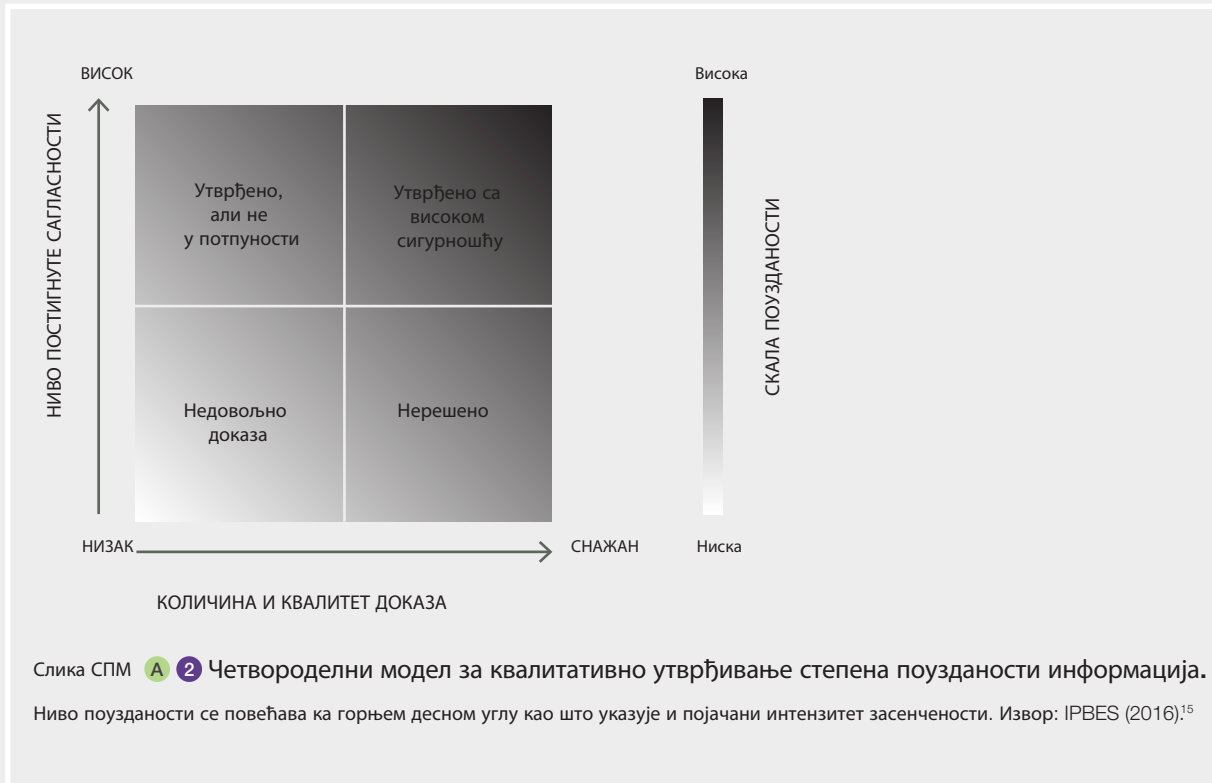 ВИСОК
НИВО ПОСТИГНУТЕ САГЛАСНОСТИ
Утврђено,
али не
у потпуности
Утврђено са
високом
сигурношћу
Недовољно
доказа
Нерешено
НИЗАК
СНАЖАН
КОЛИЧИНА И КВАЛИТЕТ ДОКАЗА
Висока
СКАЛА ПОУЗДАНОСТИ
Ниска
Слика СПМ A 2 Четвороделни модел за квалитативно утврђивање степена поузданости информација.
Ниво поузданости се повећава ка горњем десном углу као што указује и појачани интензитет засенчености. Извор: IPBES (2016).15